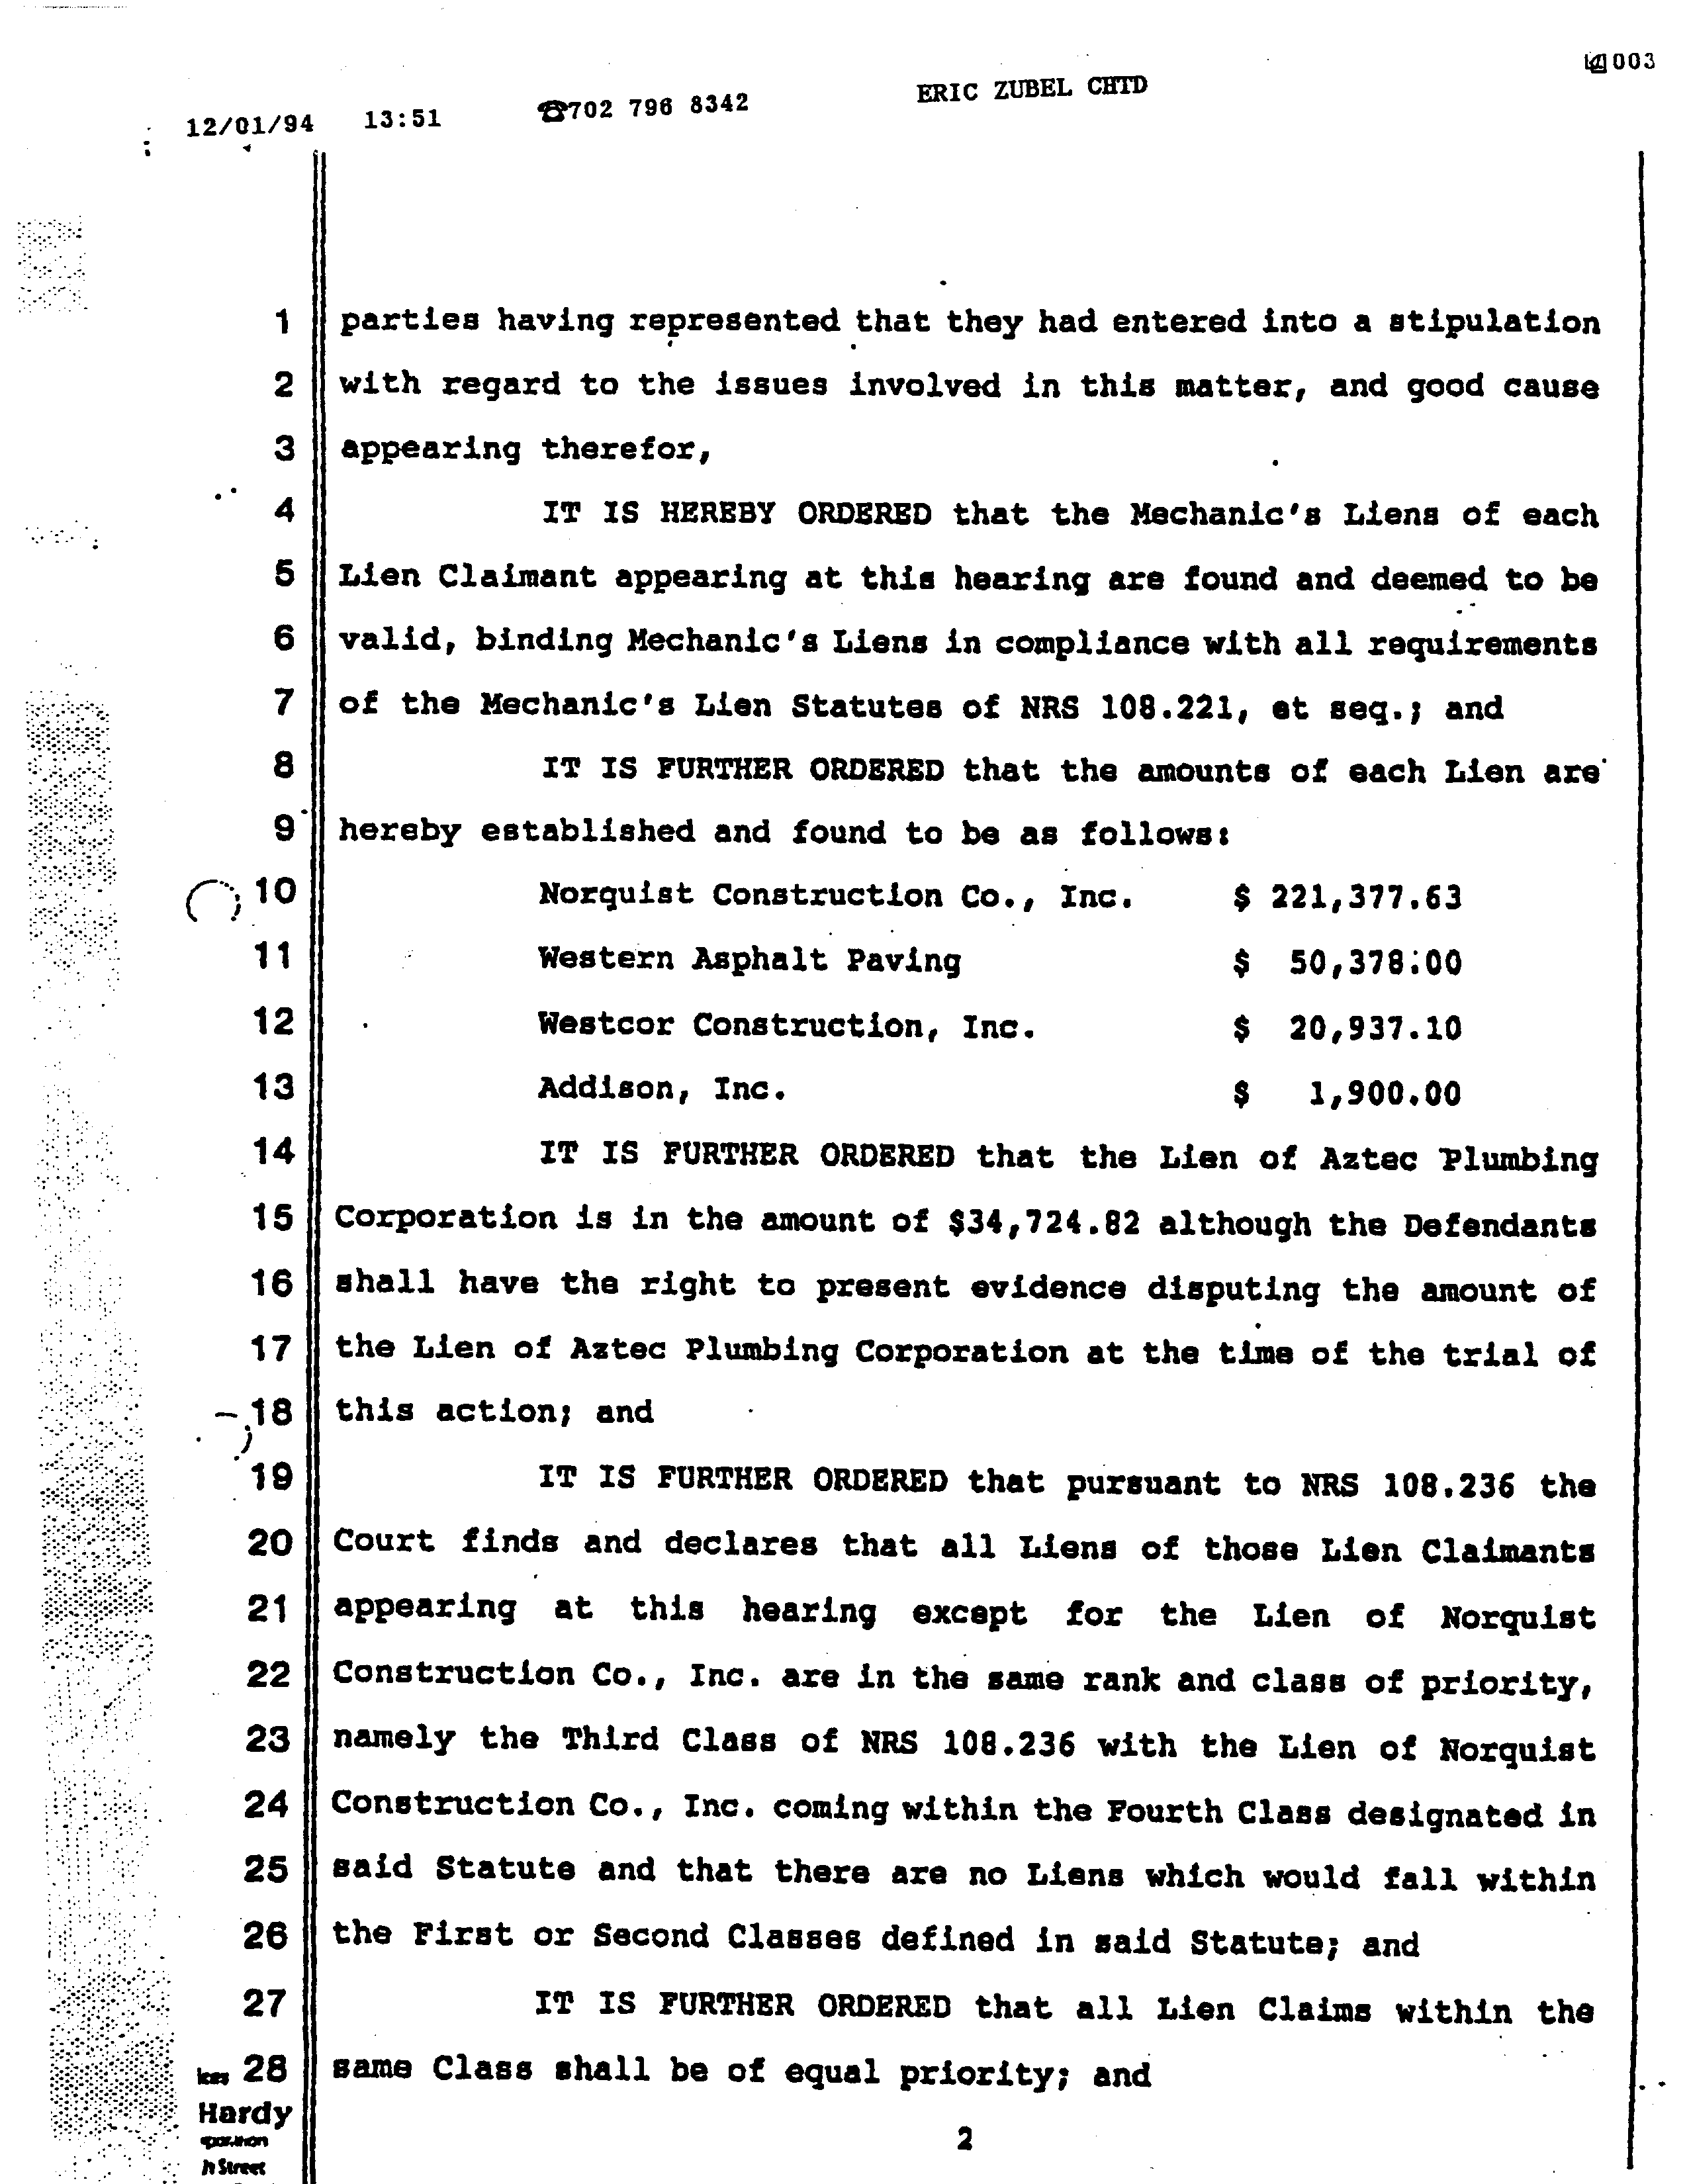 003
12/01/94 13:51 ☎702 796 8342 ERIC ZUBEL CHTD
1 parties having represented that they had entered into a stipulation
2 with regard to the issues involved in this matter, and good cause
3 appearing therefor,
4 IT IS HEREBY ORDERED that the Mechanic's Liens of each
5 Lien Claimant appearing at this hearing are found and deemed to be
6 valid, binding Mechanic's Liens in compliance with all requirements
7 of the Mechanic's Lien Statutes of NRS 108.221, et seq.; and
8 IT IS FURTHER ORDERED that the amounts of each Lien are
9 hereby established and found to be as follows:
10 Norquist Construction Co., Inc. $ 221,377.63
11 Western Asphalt Paving $ 50,378.00
12 Westcor Construction, Inc. $ 20,937.10
13 Addison, Inc. $ 1,900.00
14 IT IS FURTHER ORDERED that the Lien of Aztec Plumbing
15 Corporation is in the amount of $34,724.82 although the Defendants
16 shall have the right to present evidence disputing the amount of
17 the Lien of Aztec Plumbing Corporation at the time of the trial of
18 this action; and
19 IT IS FURTHER ORDERED that pursuant to NRS 108.236 the
20 Court finds and declares that all Liens of those Lien Claimants
21 appearing at this hearing except for the Lien of Norquist
22 Construction Co., Inc. are in the same rank and class of priority,
23 namely the Third Class of NRS 108.236 with the Lien of Norquist
24 Construction Co., Inc. coming within the Fourth Class designated in
25 said Statute and that there are no Liens which would fall within
26 the First or Second Classes defined in said Statute; and
27 IT IS FURTHER ORDERED that all Lien Claims within the
28 same Class shall be of equal priority; and
Hardy
h Street
2